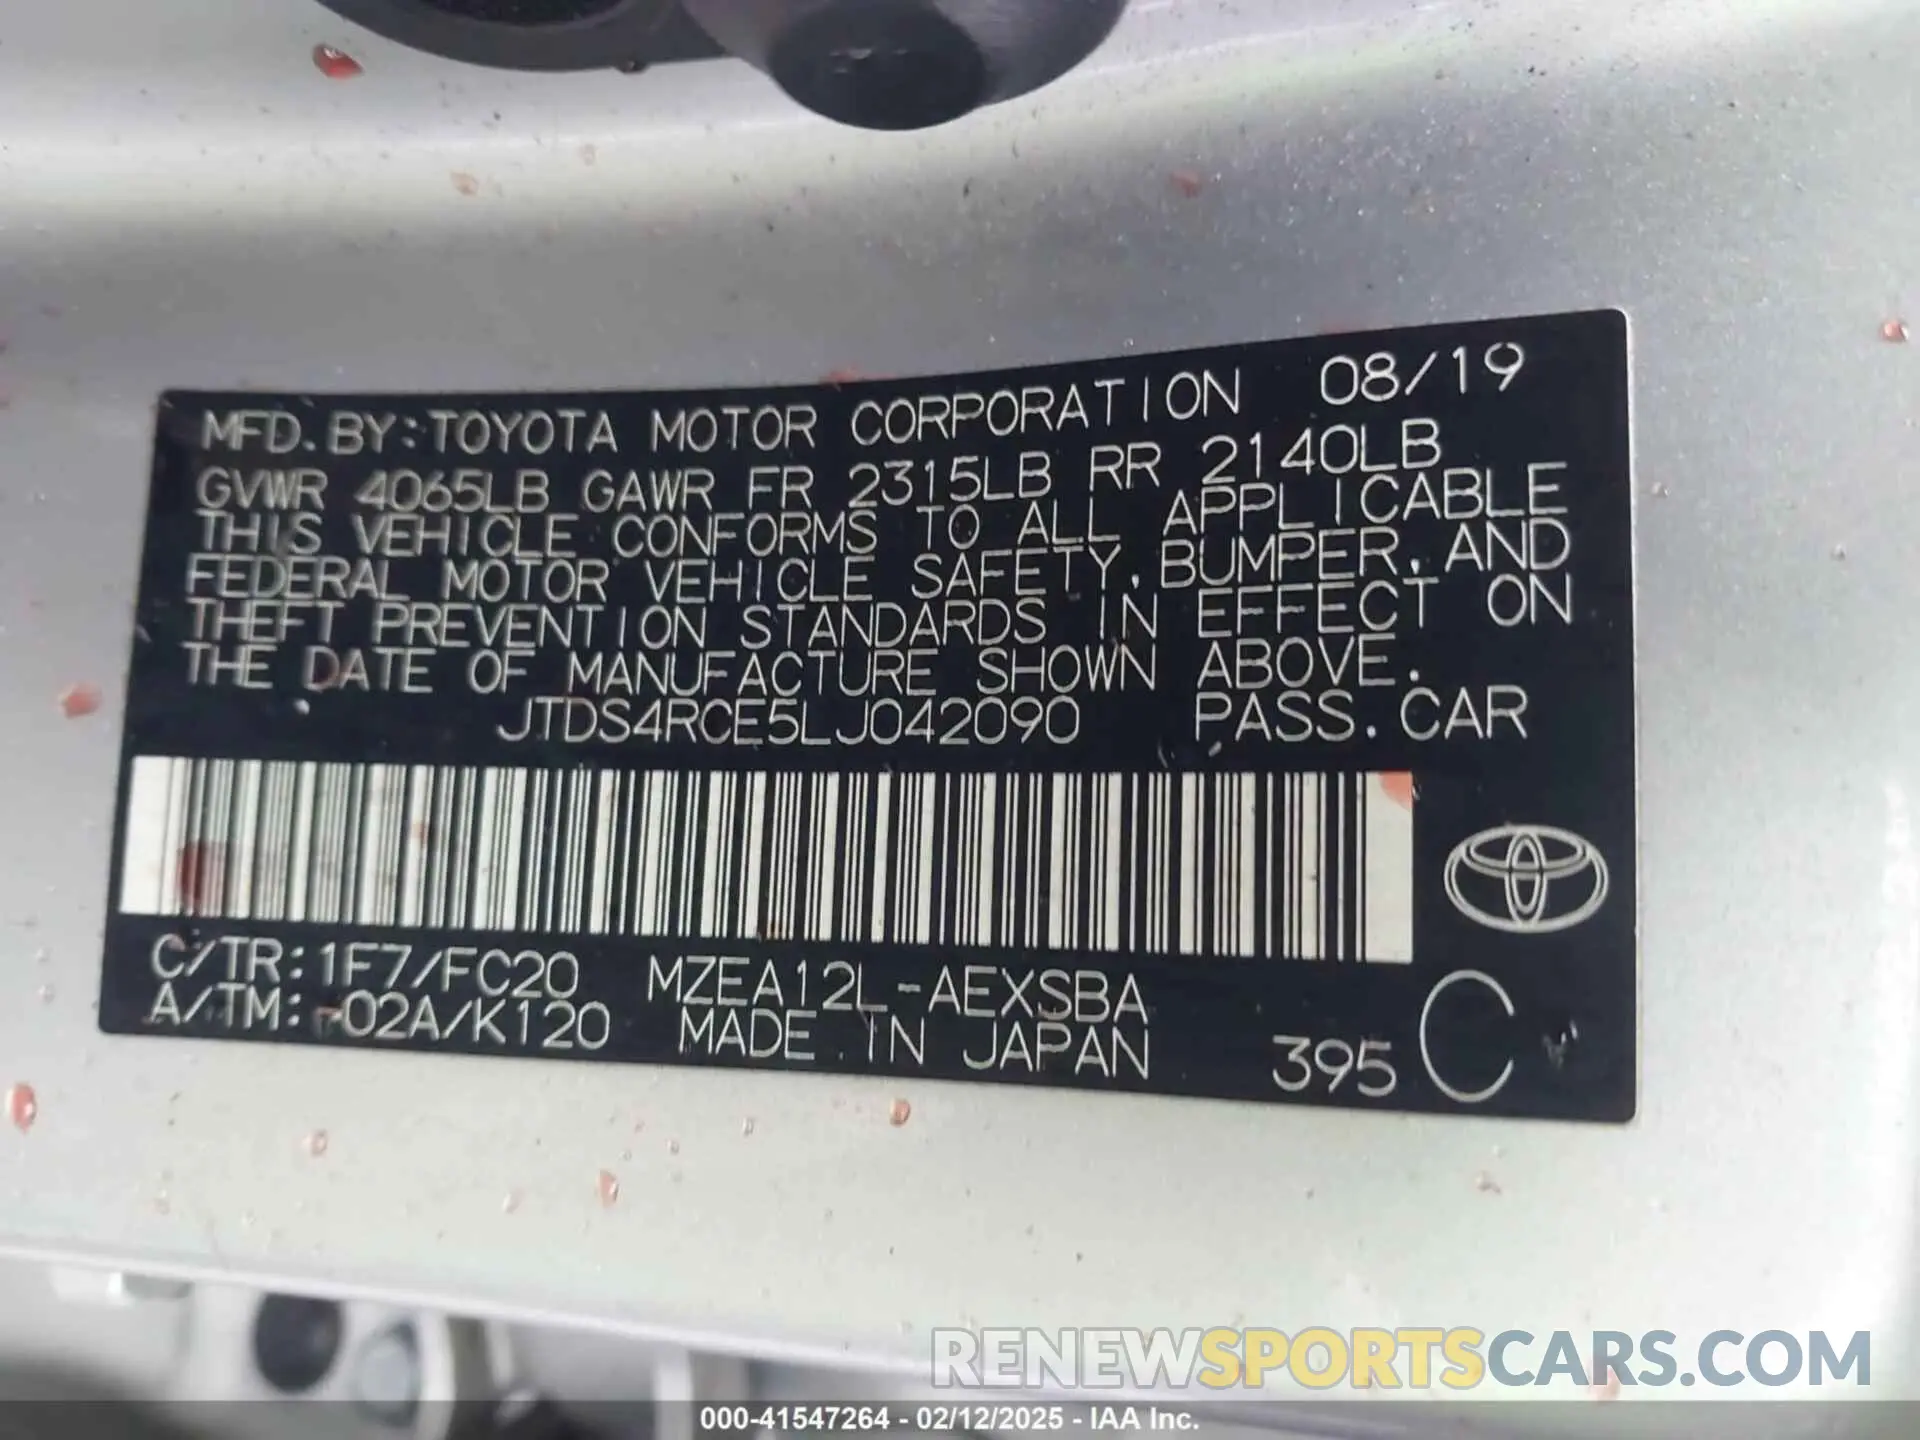 MFD. BY: TOYOTA MOTOR CORPORATION 08/19
GVWR 4065LB GAWR FR 2315LB RR 2140LB
THIS VEHICLE CONFORMS TO ALL APPLICABLE
FEDERAL MOTOR VEHICLE SAFETY, BUMPER, AND
THEFT PREVENTION STANDARDS IN EFFECT ON
THE DATE OF MANUFACTURE SHOWN ABOVE.
JTDS4RCE5LJ042090 PASS. CAR
C/TR: 1F7/FC20 MZEA12L-AEXSBA
A/TM: -02A/K120 MADE IN JAPAN 395 C
RENEWSPORTSCARS.COM
000-41547264 - 02/12/2025 - IAA Inc.